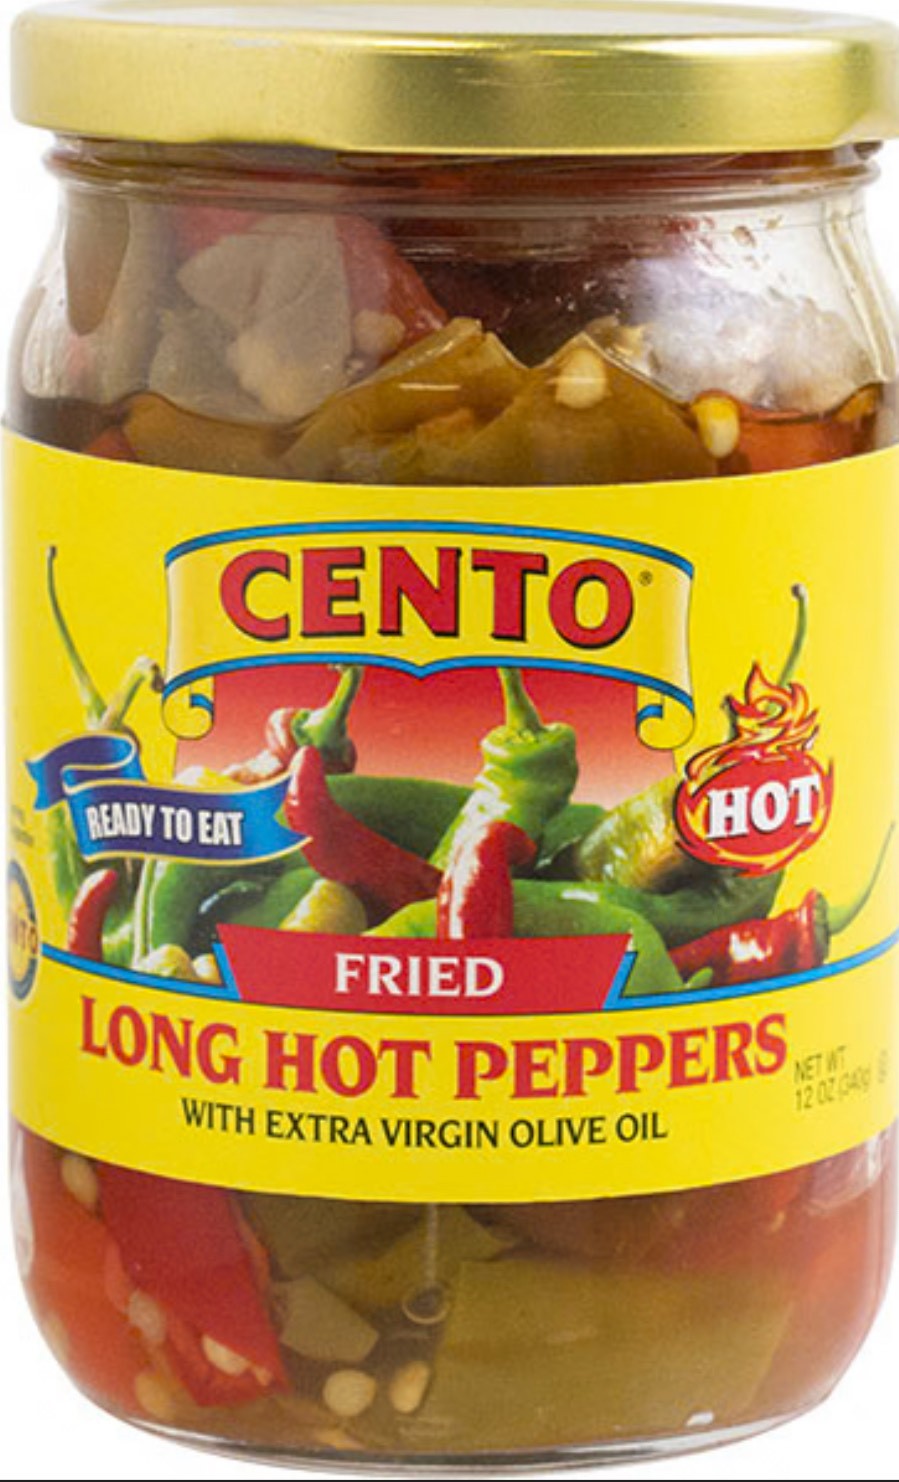 CENTO®
READY TO EAT
HOT
FRIED
LONG HOT PEPPERS
WITH EXTRA VIRGIN OLIVE OIL
NET WT
12 OZ (340g)